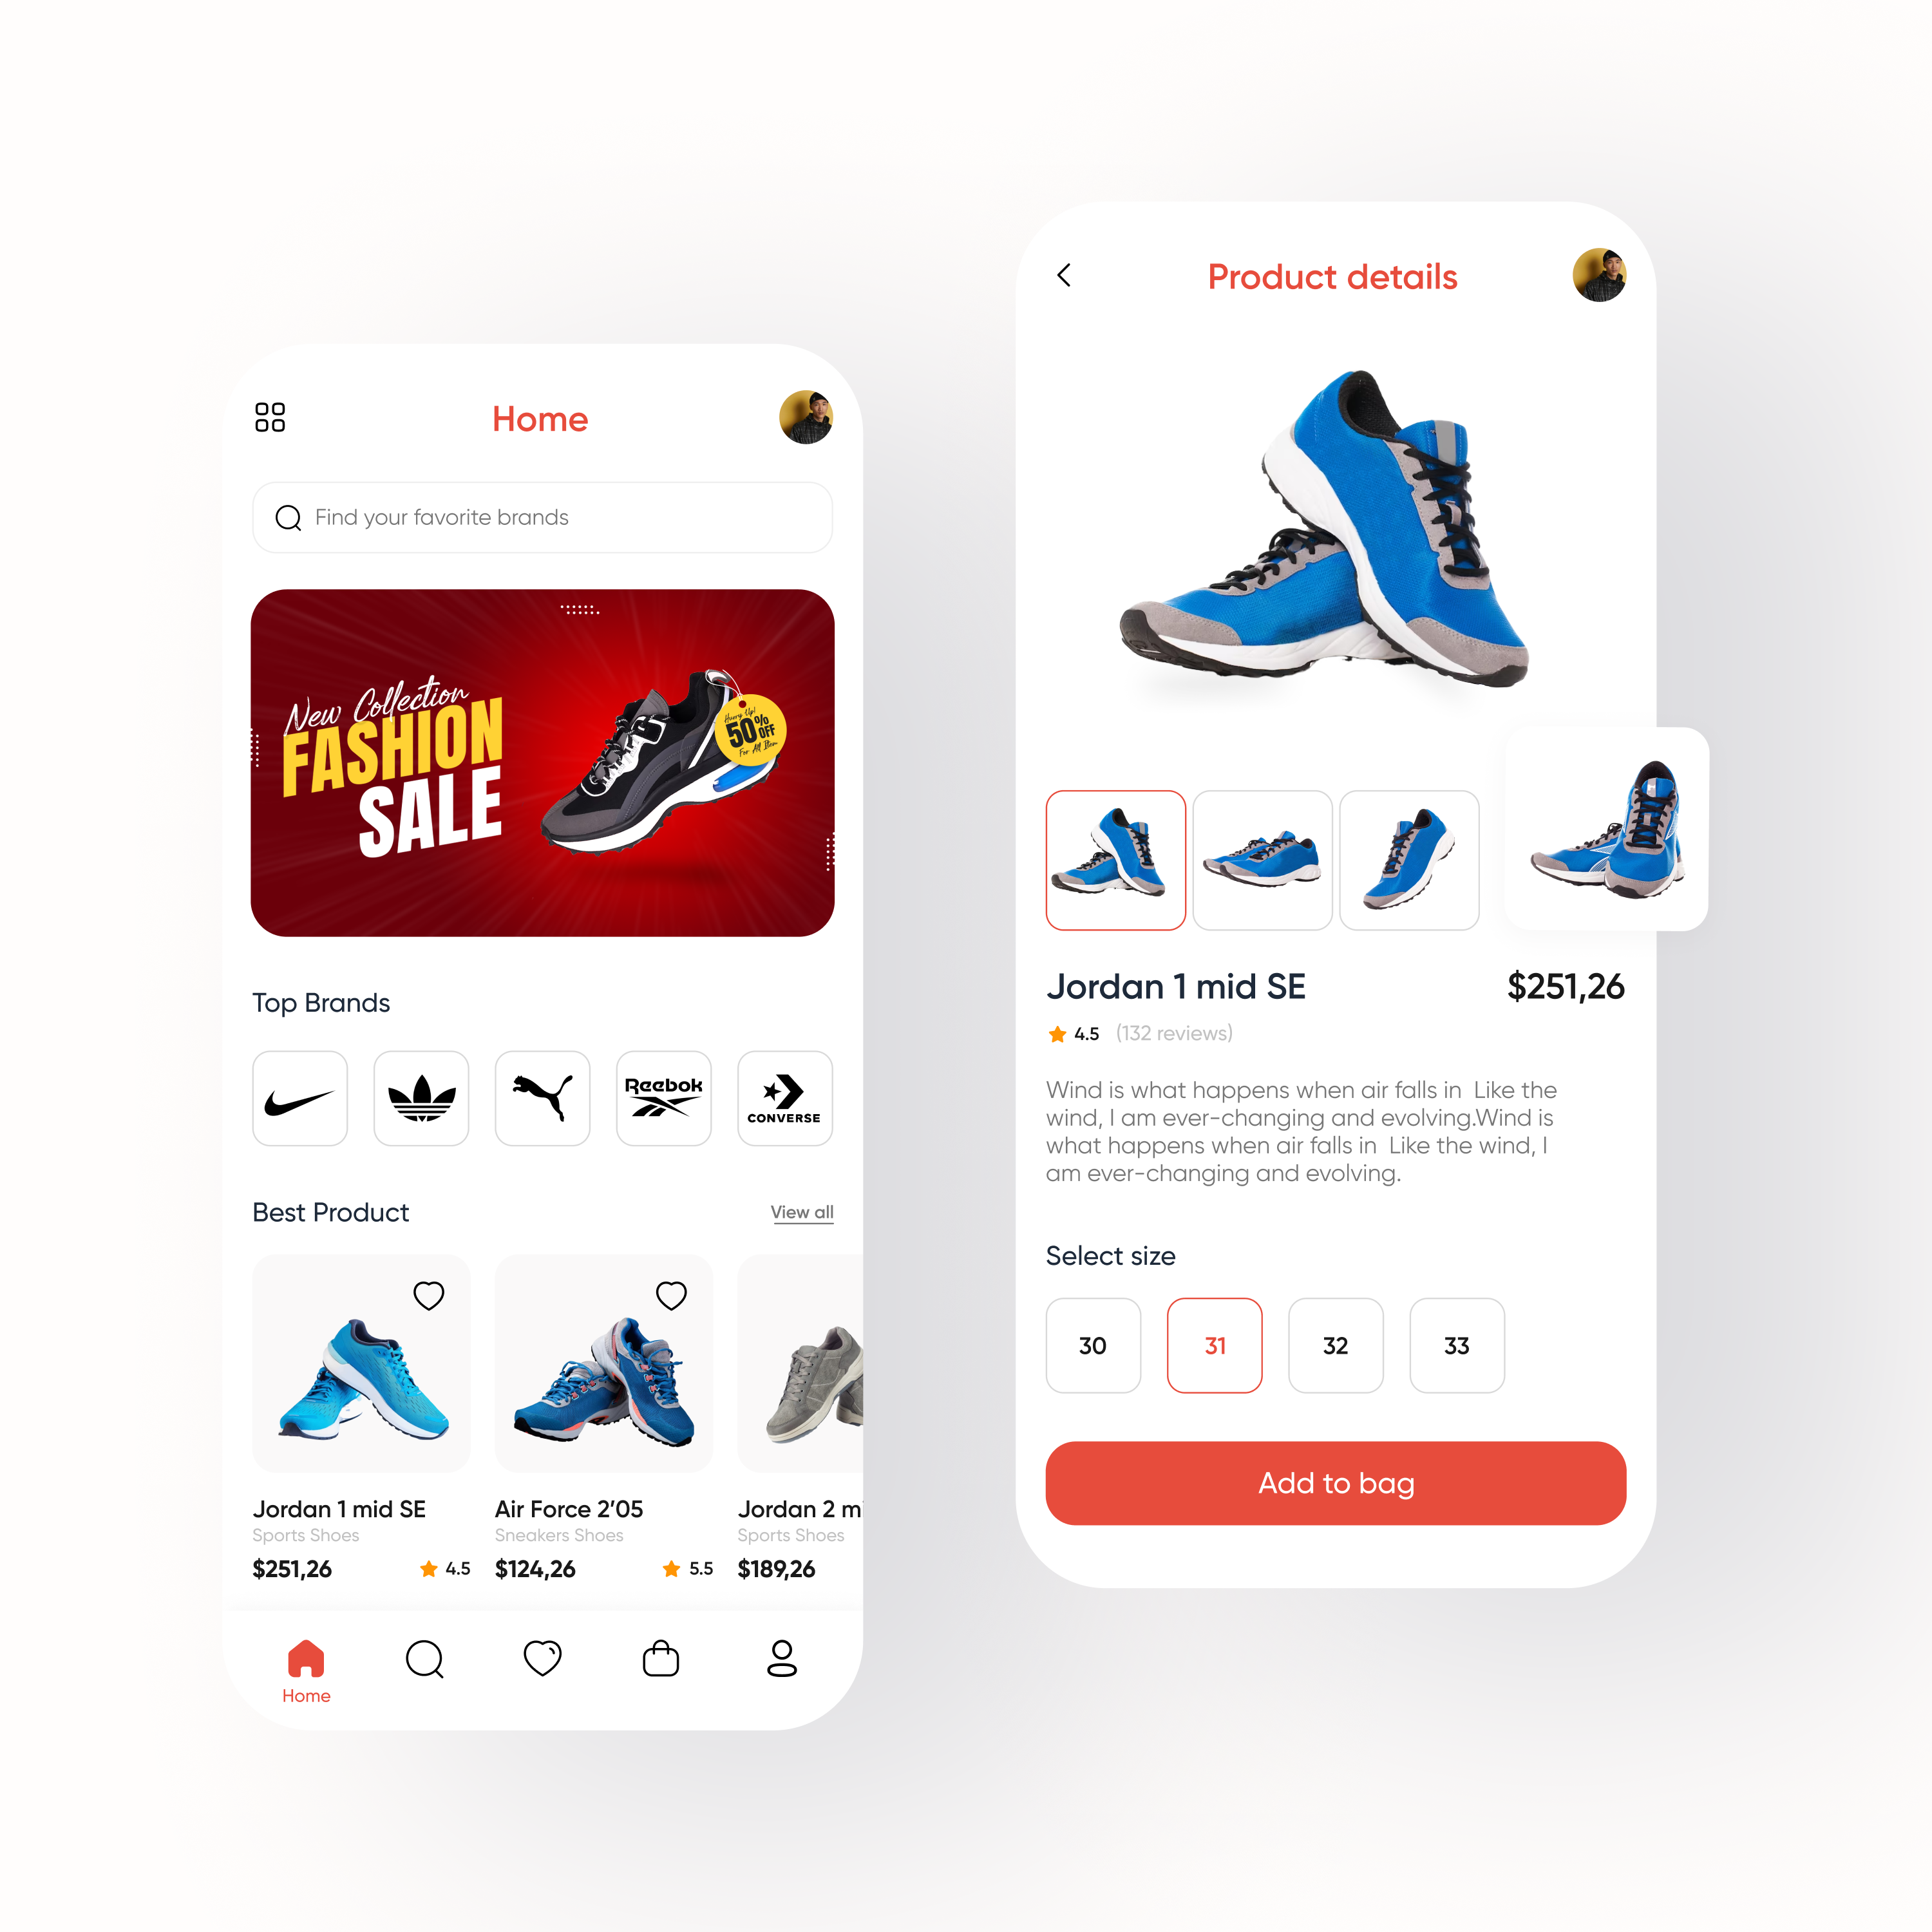 Home
Find your favorite brands
New Collection
FASHION
SALE
Hurry Up!
50% OFF
For All Item
Top Brands
Reebok
CONVERSE
Best Product
View all
Jordan 1 mid SE
Sports Shoes
$251,26
4.5
Air Force 2’05
Sneakers Shoes
$124,26
5.5
Jordan 2 m
Sports Shoes
$189,26
Home
Product details
Jordan 1 mid SE
$251,26
4.5 (132 reviews)
Wind is what happens when air falls in  Like the
wind, I am ever-changing and evolving.Wind is
what happens when air falls in  Like the wind, I
am ever-changing and evolving.
Select size
30
31
32
33
Add to bag